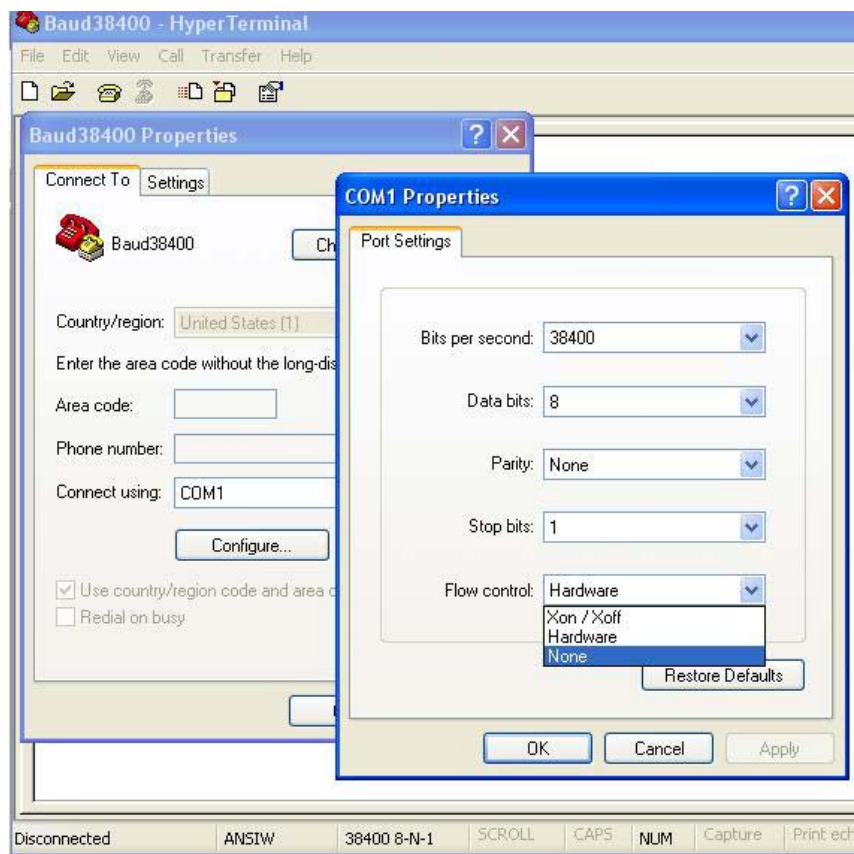 Baud38400 - HyperTerminal
File Edit View Call Transfer Help
Baud38400 Properties
Connect To Settings
Baud38400
Country/region: United States (1)
Enter the area code without the
Area code:
Phone number:
Connect using: COM1
Configure...
Use country/region code and area
Redial on busy
COM1 Properties
Port Settings
Bits per second: 38400
Data bits: 8
Parity: None
Stop bits: 1
Flow control: Hardware
Xon / Xoff
Hardware
None
Restore Defaults
OK Cancel Apply
Disconnected ANSIW 38400 8-N-1 SCROLL CAPS NUM Capture Print